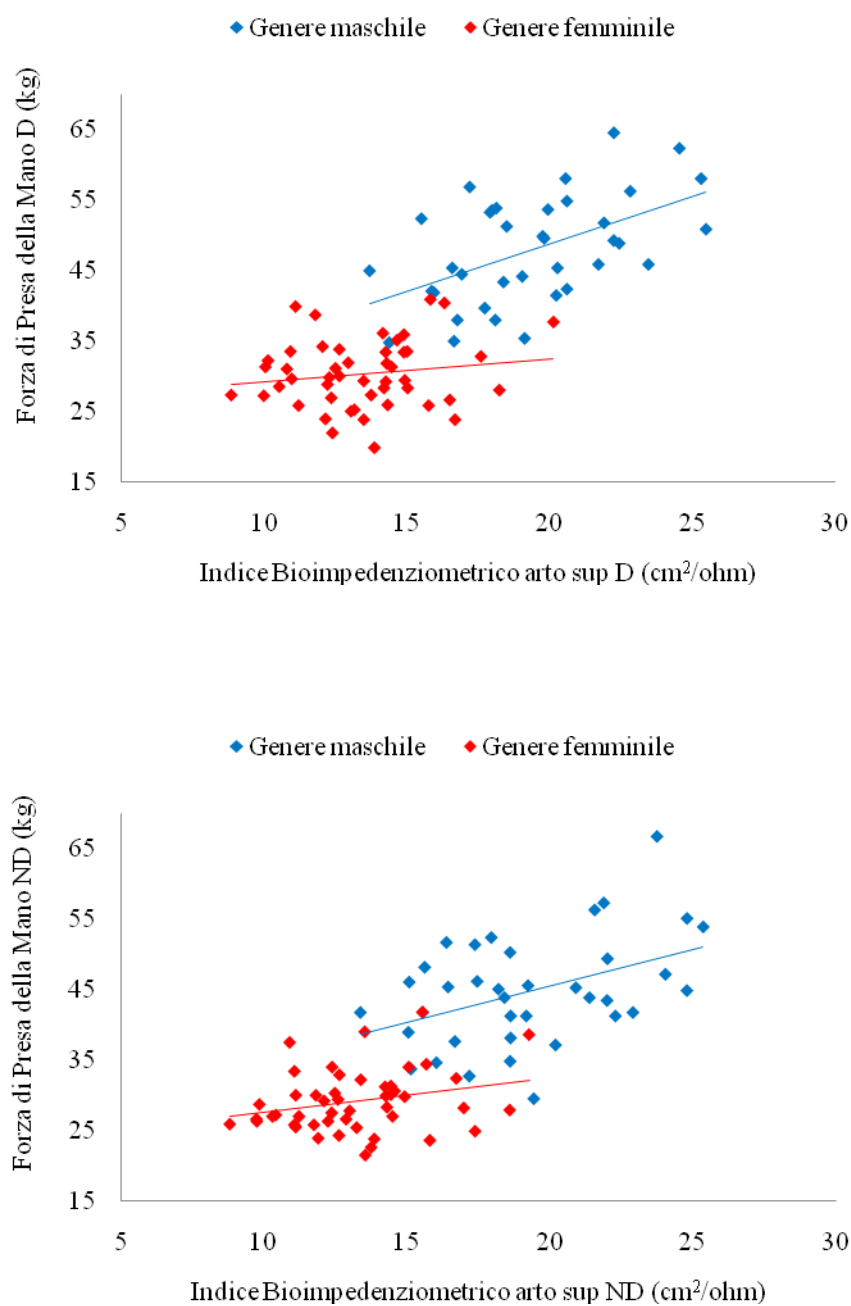 Genere maschile Genere femminile
Forza di Presa della Mano D (kg)
65
55
45
35
25
15
5 10 15 20 25 30
Indice Bioimpedenziometrico arto sup D (cm²/ohm)
Genere maschile Genere femminile
Forza di Presa della Mano ND (kg)
65
55
45
35
25
15
5 10 15 20 25 30
Indice Bioimpedenziometrico arto sup ND (cm²/ohm)